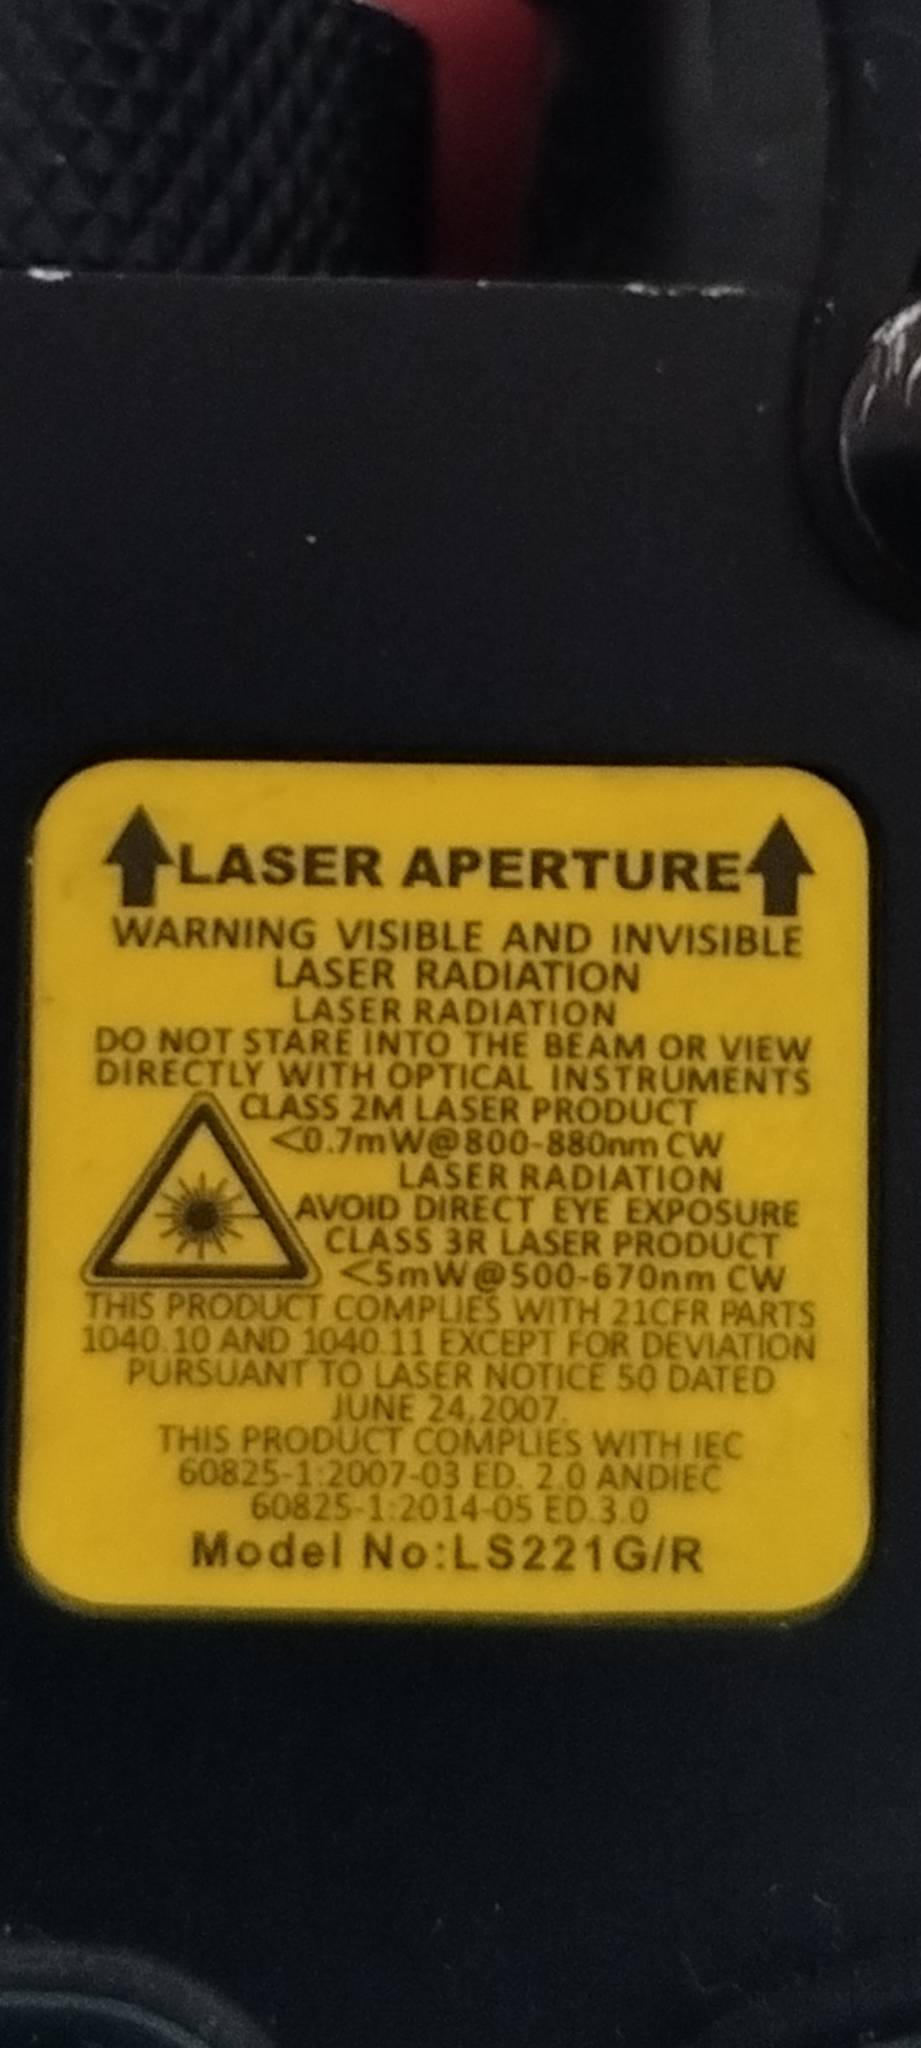 LASER APERTURE
WARNING VISIBLE AND INVISIBLE
LASER RADIATION
LASER RADIATION
DO NOT STARE INTO THE BEAM OR VIEW
DIRECTLY WITH OPTICAL INSTRUMENTS
CLASS 2M LASER PRODUCT
<0.7mW@800-880nm CW
LASER RADIATION
AVOID DIRECT EYE EXPOSURE
CLASS 3R LASER PRODUCT
<5mW@500-670nm CW
THIS PRODUCT COMPLIES WITH 21CFR PARTS
1040.10 AND 1040.11 EXCEPT FOR DEVIATION
PURSUANT TO LASER NOTICE 50 DATED
JUNE 24,2007.
THIS PRODUCT COMPLIES WITH IEC
60825-1:2007-03 ED. 2.0 ANDIEC
60825-1:2014-05 ED.3.0
Model No:LS221G/R